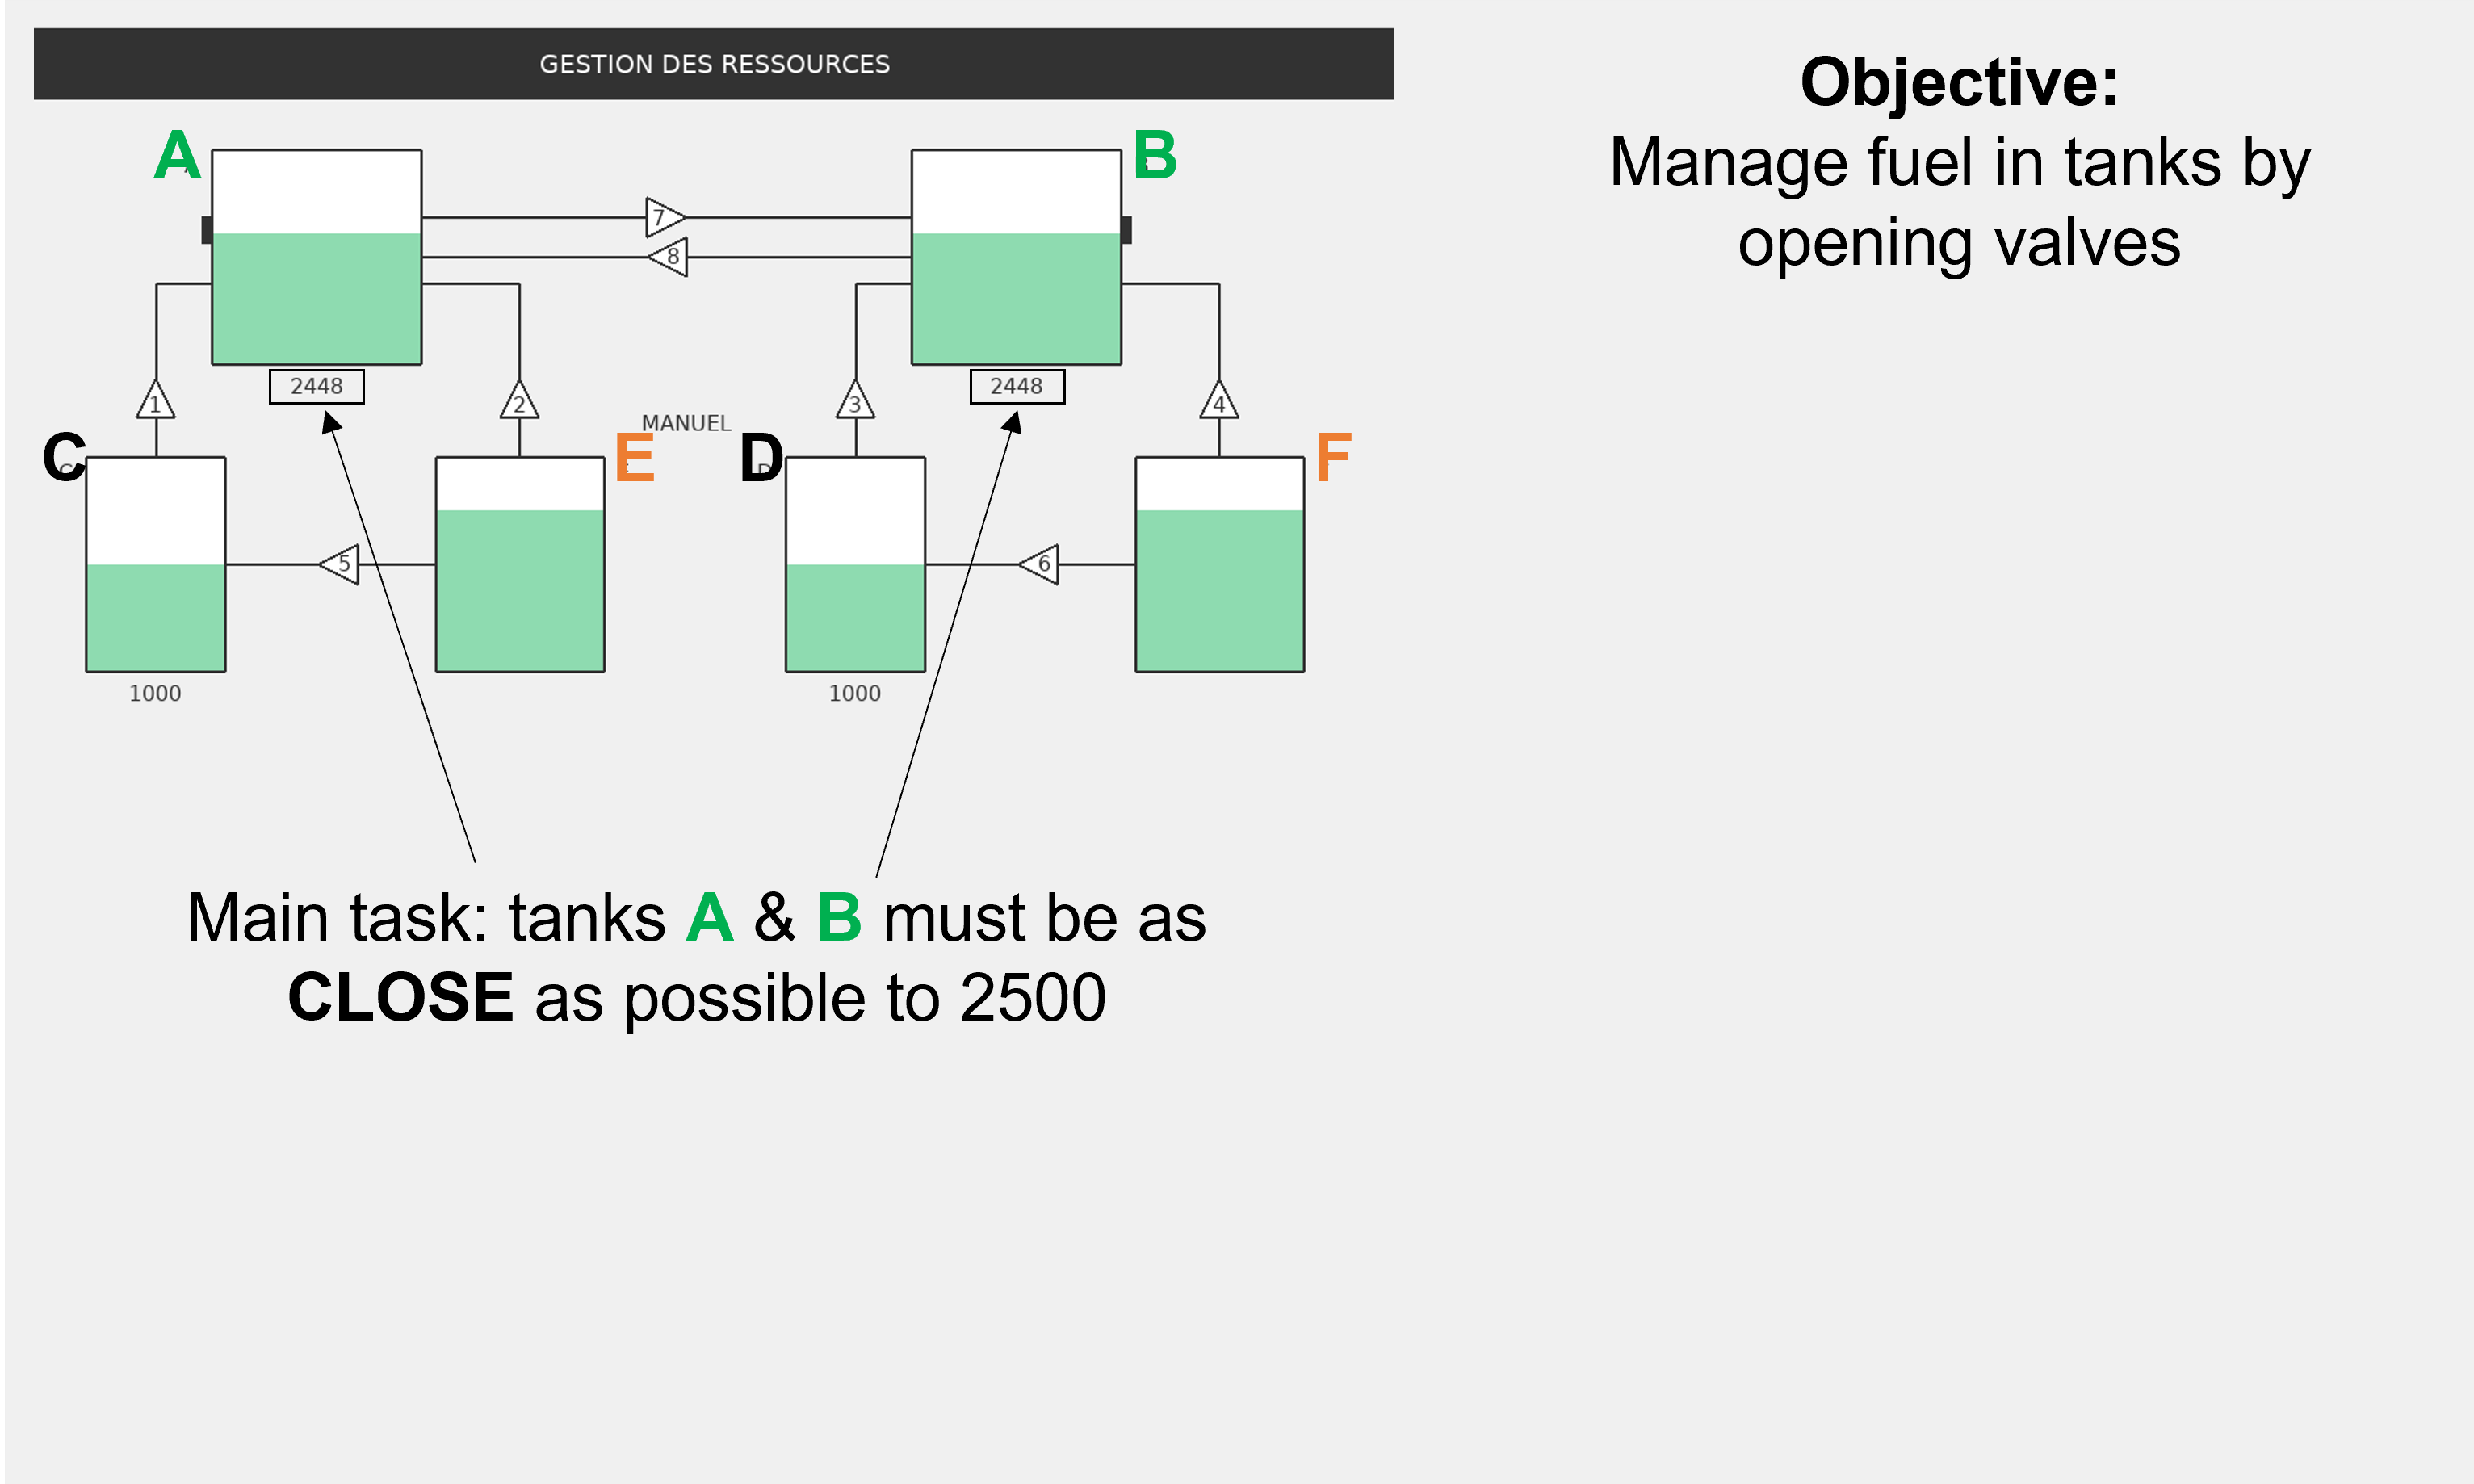 GESTION DES RESSOURCES
Objective:
Manage fuel in tanks by
opening valves
A
B
7
8
2448
2448
1
2
3
4
MANUEL
C
E
D
F
5
6
1000
1000
Main task: tanks A & B must be as
CLOSE as possible to 2500